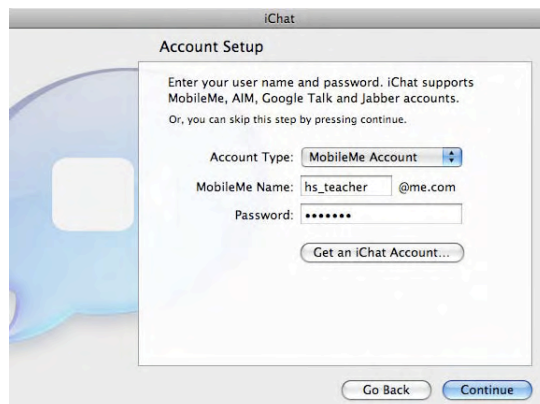 iChat
Account Setup
Enter your user name and password. iChat supports
MobileMe, AIM, Google Talk and Jabber accounts.
Or, you can skip this step by pressing continue.
Account Type: MobileMe Account
MobileMe Name: hs_teacher @me.com
Password: •••••••
Get an iChat Account...
Go Back Continue